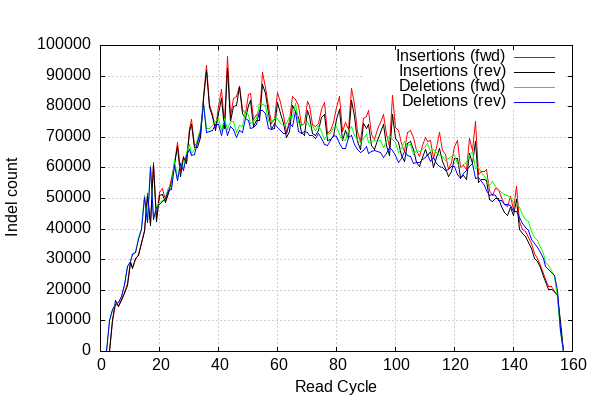 100000
90000
80000
70000
60000
50000
40000
30000
20000
10000
0
Indel count
Insertions (fwd)
Insertions (rev)
Deletions (fwd)
Deletions (rev)
0 20 40 60 80 100 120 140 160
Read Cycle